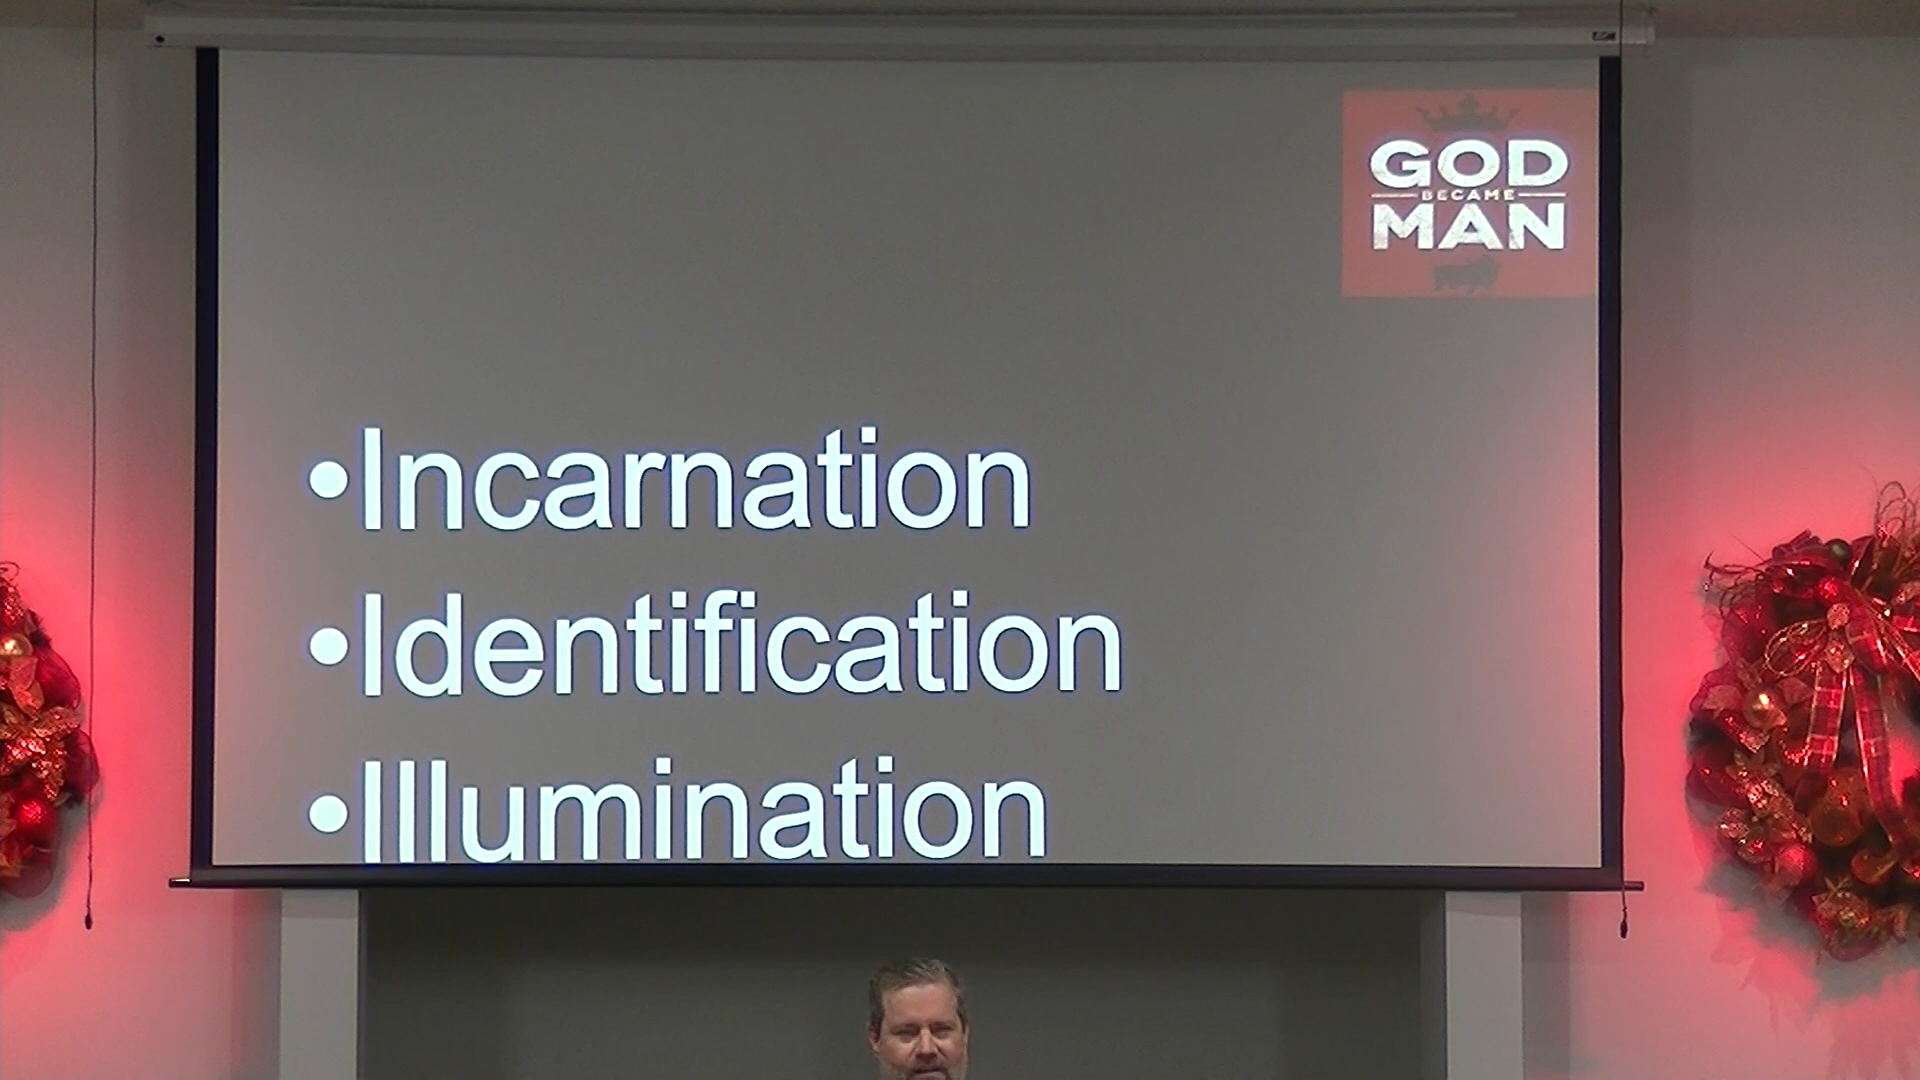 GOD
BECAME
MAN
•Incarnation
•Identification
•Illumination